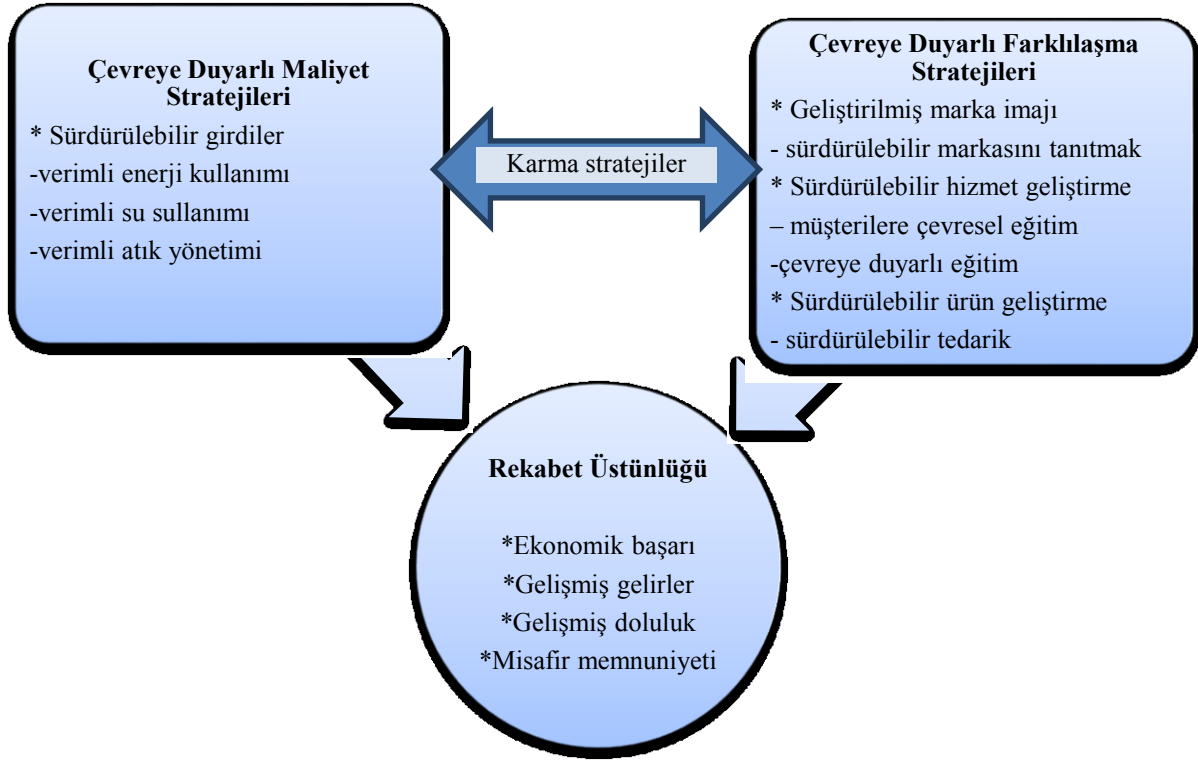 Çevreye Duyarlı Maliyet
Stratejileri
* Sürdürülebilir girdiler
-verimli enerji kullanımı
-verimli su sullanımı
-verimli atık yönetimi
Karma stratejiler
Çevreye Duyarlı Farklılaşma
Stratejileri
* Geliştirilmiş marka imajı
- sürdürülebilir markasını tanıtmak
* Sürdürülebilir hizmet geliştirme
– müşterilere çevresel eğitim
-çevreye duyarlı eğitim
* Sürdürülebilir ürün geliştirme
- sürdürülebilir tedarik
Rekabet Üstünlüğü
*Ekonomik başarı
*Gelişmiş gelirler
*Gelişmiş doluluk
*Misafir memnuniyeti